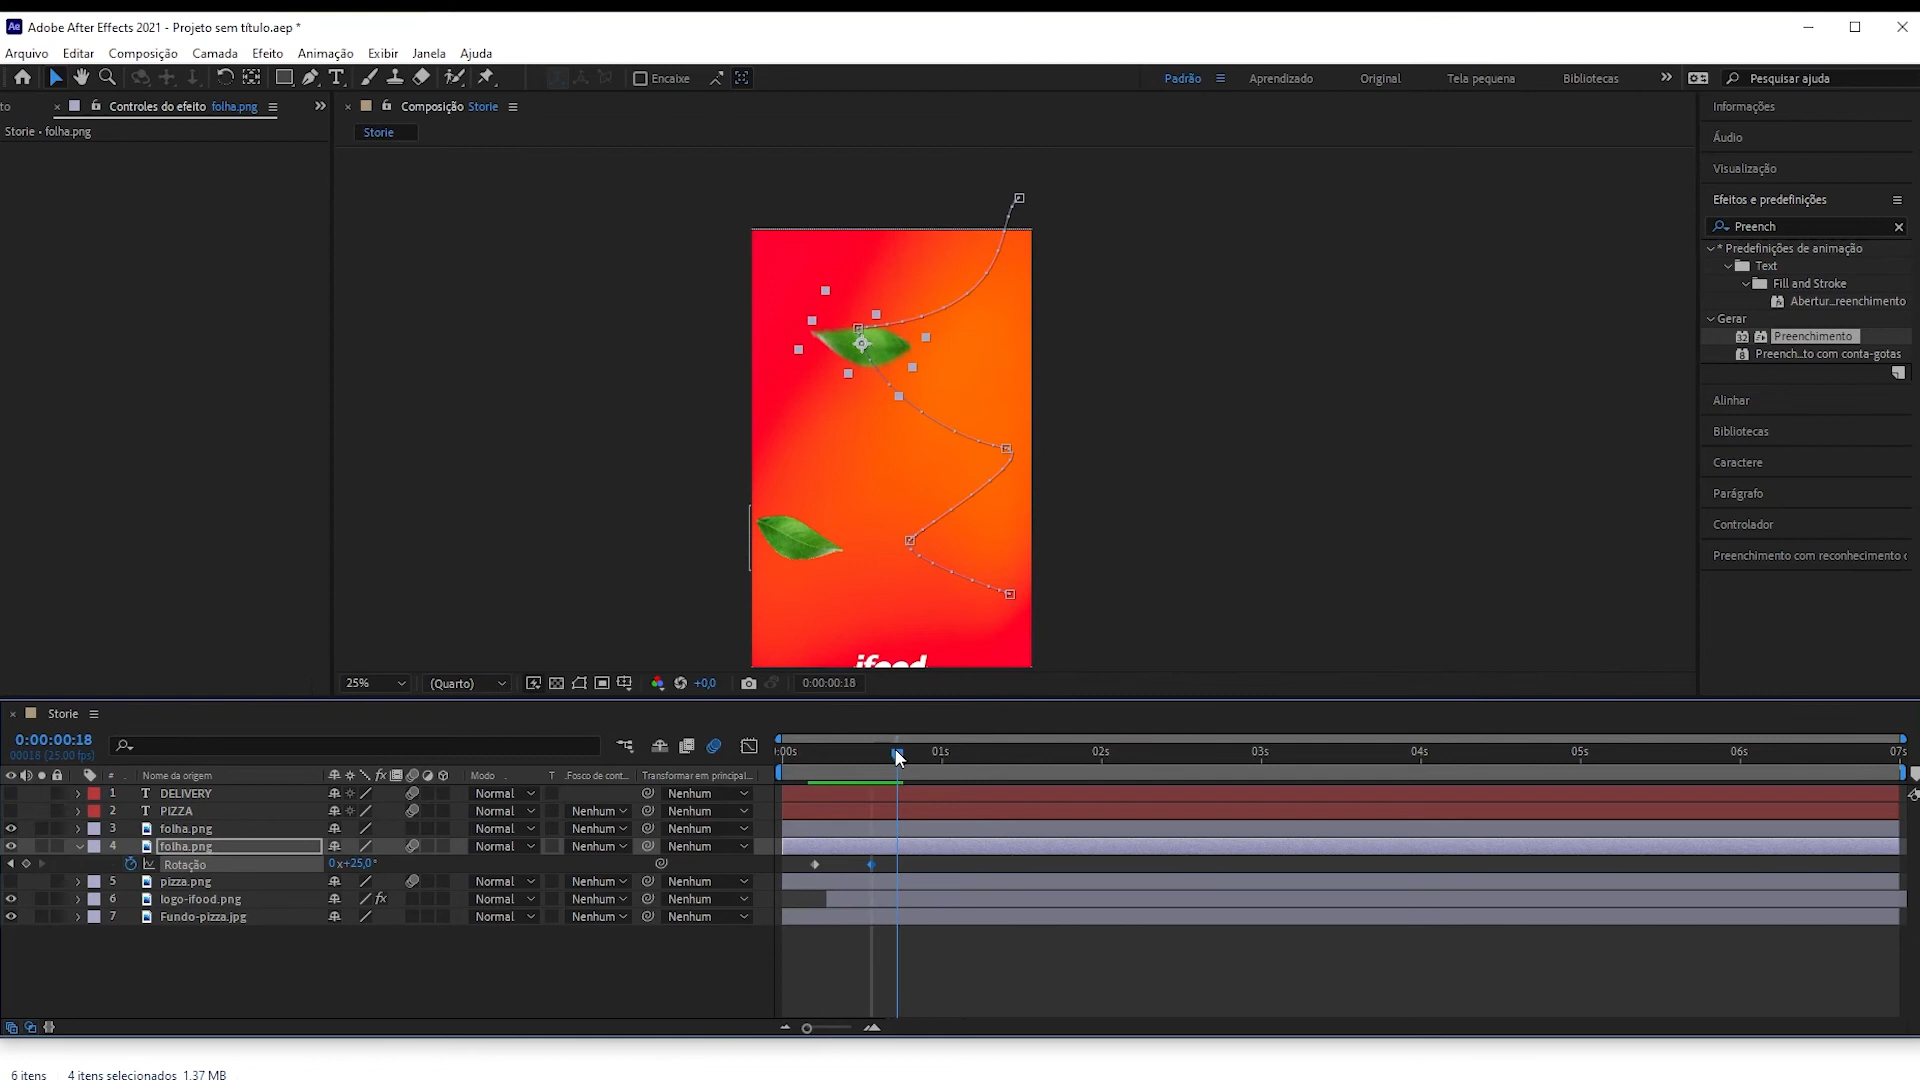 Adobe After Effects 2021 - Projeto sem título.aep *
Arquivo Editar Composição Camada Efeito Animação Exibir Janela Ajuda
Encaixe
Padrão Aprendizado Original Tela pequena Bibliotecas Pesquisar ajuda
to Controles do efeito folha.png
Composição Storie
Storie • folha.png
Storie
Informações
Áudio
Visualização
Efeitos e predefinições
Preench
* Predefinições de animação
Text
Fill and Stroke
Abertur...reenchimento
Gerar
32 Preenchimento
8 Preench...to com conta-gotas
Alinhar
Bibliotecas
Caractere
Parágrafo
Controlador
Preenchimento com reconhecimento c
ifood
25% (Quarto) +0,0 0:00:00:18
Storie
0:00:00:18
00018 (25.00 fps)
:00s 01s 02s 03s 04s 05s 06s 07s
# Nome da origem fx Modo T .Fosco de cont... Transformar em principal...
1 T DELIVERY Normal Nenhum
2 T PIZZA Normal Nenhum Nenhum
3 folha.png Normal Nenhum Nenhum
4 folha.png Normal Nenhum Nenhum
Rotação 0x+25,0°
5 pizza.png Normal Nenhum Nenhum
6 logo-ifood.png fx Normal Nenhum Nenhum
7 Fundo-pizza.jpg Normal Nenhum Nenhum
6 itens 4 itens selecionados 1,37 MB